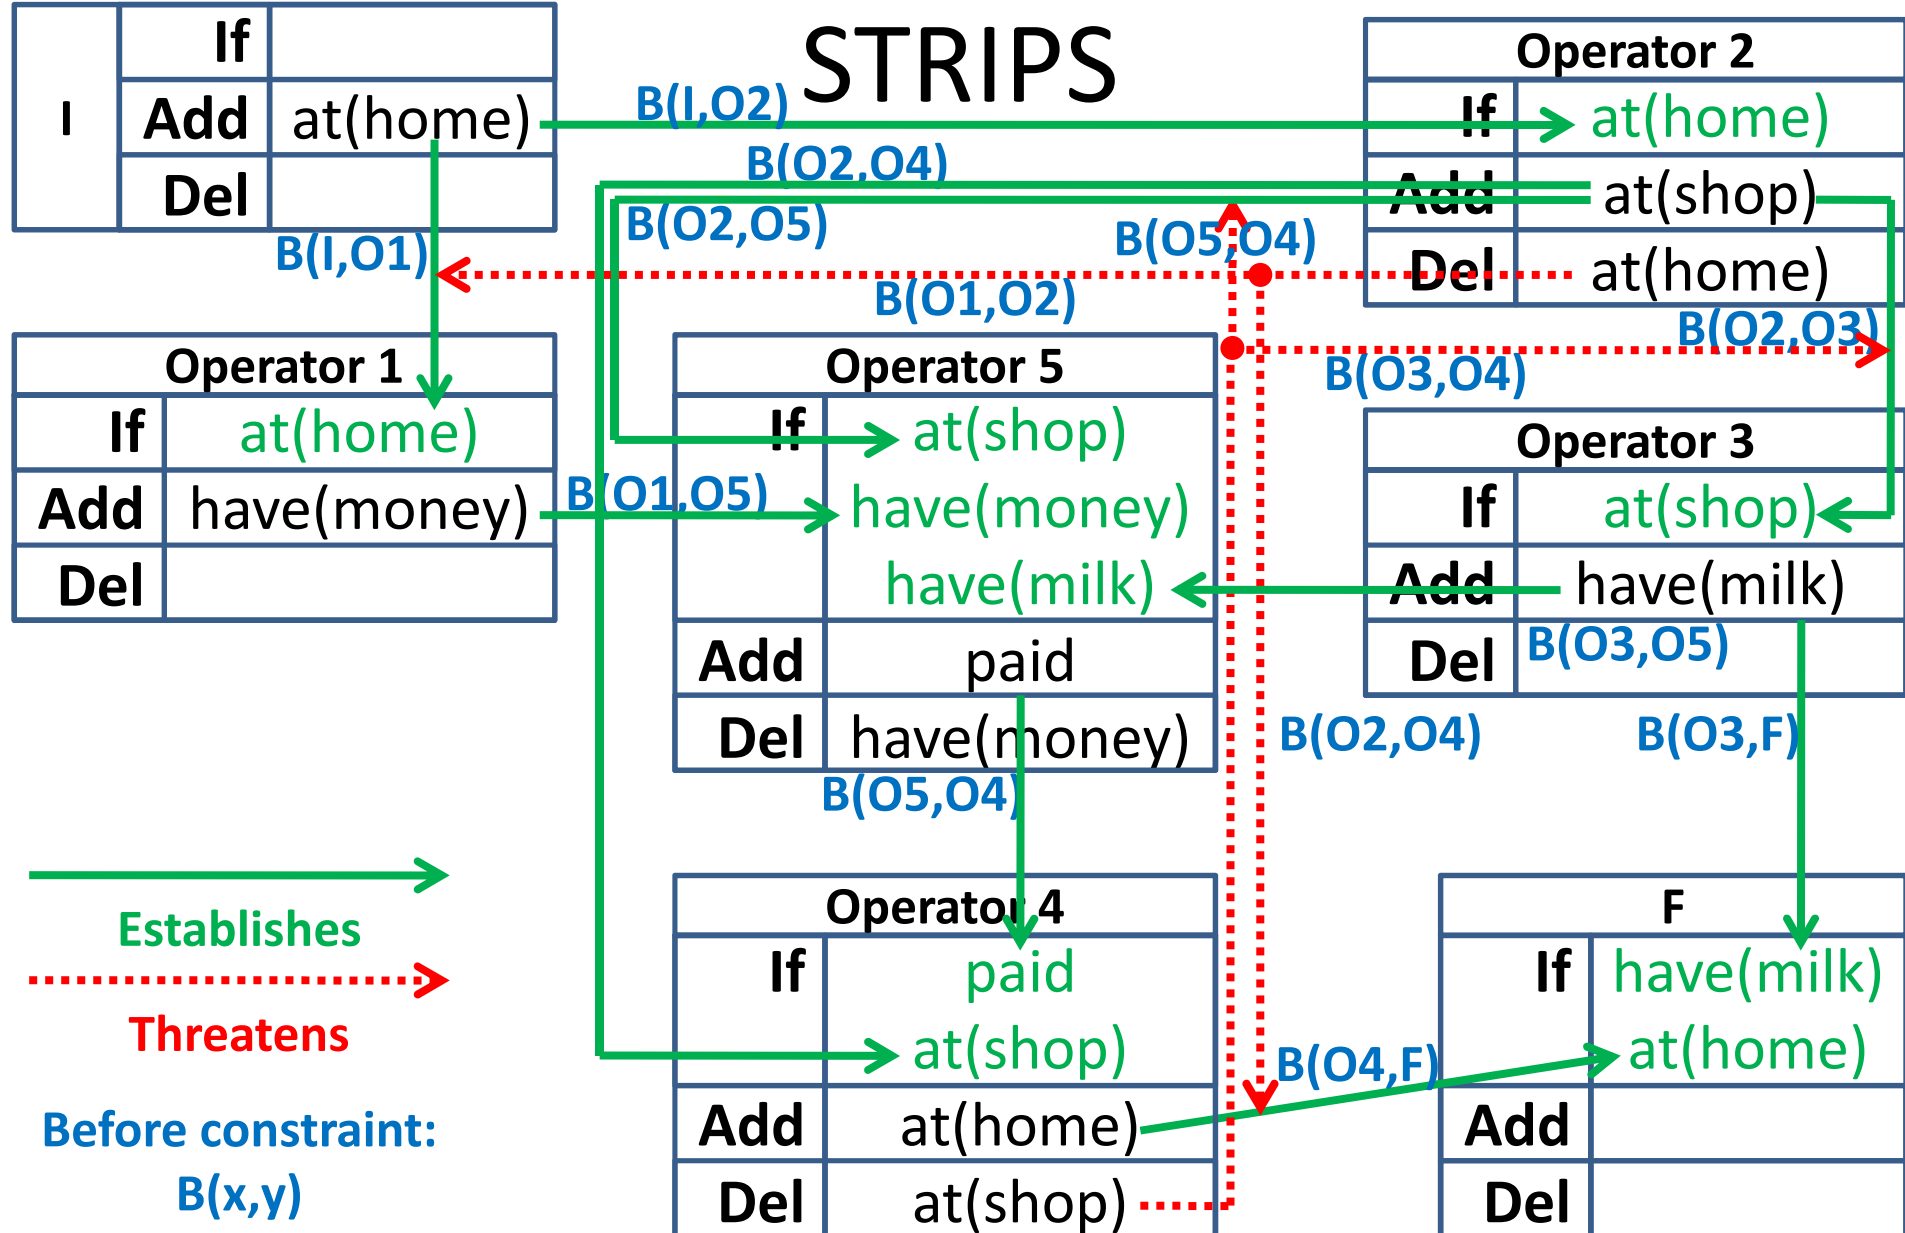 STRIPS
I
If
Add at(home)
Del
B(I,O2)
B(O2,O4)
B(O2,O5)
B(I,O1)
B(O5,O4)
B(O1,O2)
Operator 2
If at(home)
Add at(shop)
Del at(home)
B(O2,O3)
B(O3,O4)
Operator 1
If at(home)
Add have(money)
Del
B(O1,O5)
Operator 5
If at(shop)
have(money)
have(milk)
Add paid
Del have(money)
B(O5,O4)
Operator 3
If at(shop)
Add have(milk)
Del
B(O3,O5)
B(O2,O4)
B(O3,F)
Establishes
Threatens
Before constraint:
B(x,y)
Operator 4
If paid
at(shop)
Add at(home)
Del at(shop)
B(O4,F)
F
If have(milk)
at(home)
Add
Del